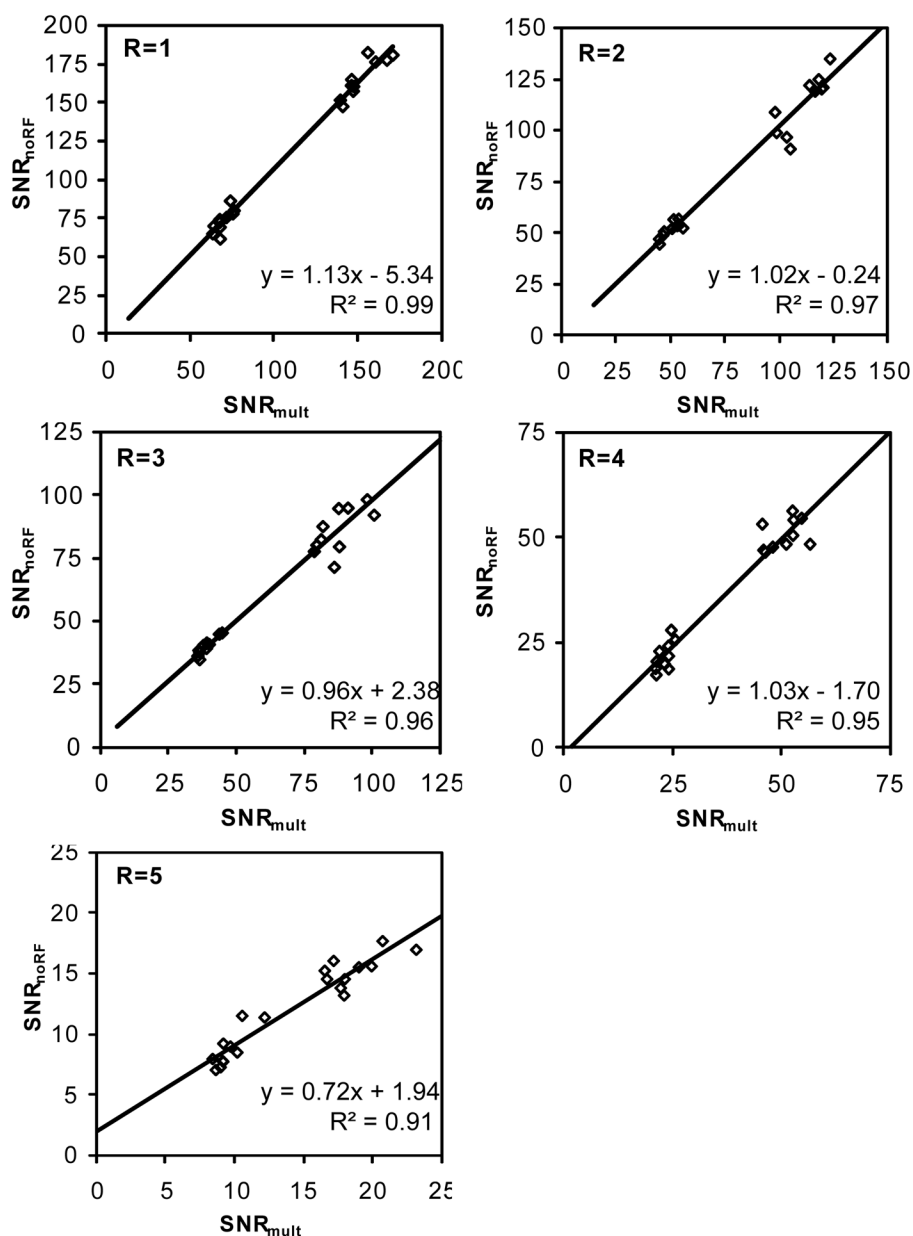 R=1
200
175
150
125
100
75
50
25
0
SNRnoRF
y = 1.13x - 5.34
R² = 0.99
0 50 100 150 200
SNRmult
R=2
150
125
100
75
50
25
0
SNRnoRF
y = 1.02x - 0.24
R² = 0.97
0 25 50 75 100 125 150
SNRmult
R=3
125
100
75
50
25
0
SNRnoRF
y = 0.96x + 2.38
R² = 0.96
0 25 50 75 100 125
SNRmult
R=4
75
50
25
0
SNRnoRF
y = 1.03x - 1.70
R² = 0.95
0 25 50 75
SNRmult
R=5
25
20
15
10
5
0
SNRnoRF
y = 0.72x + 1.94
R² = 0.91
0 5 10 15 20 25
SNRmult